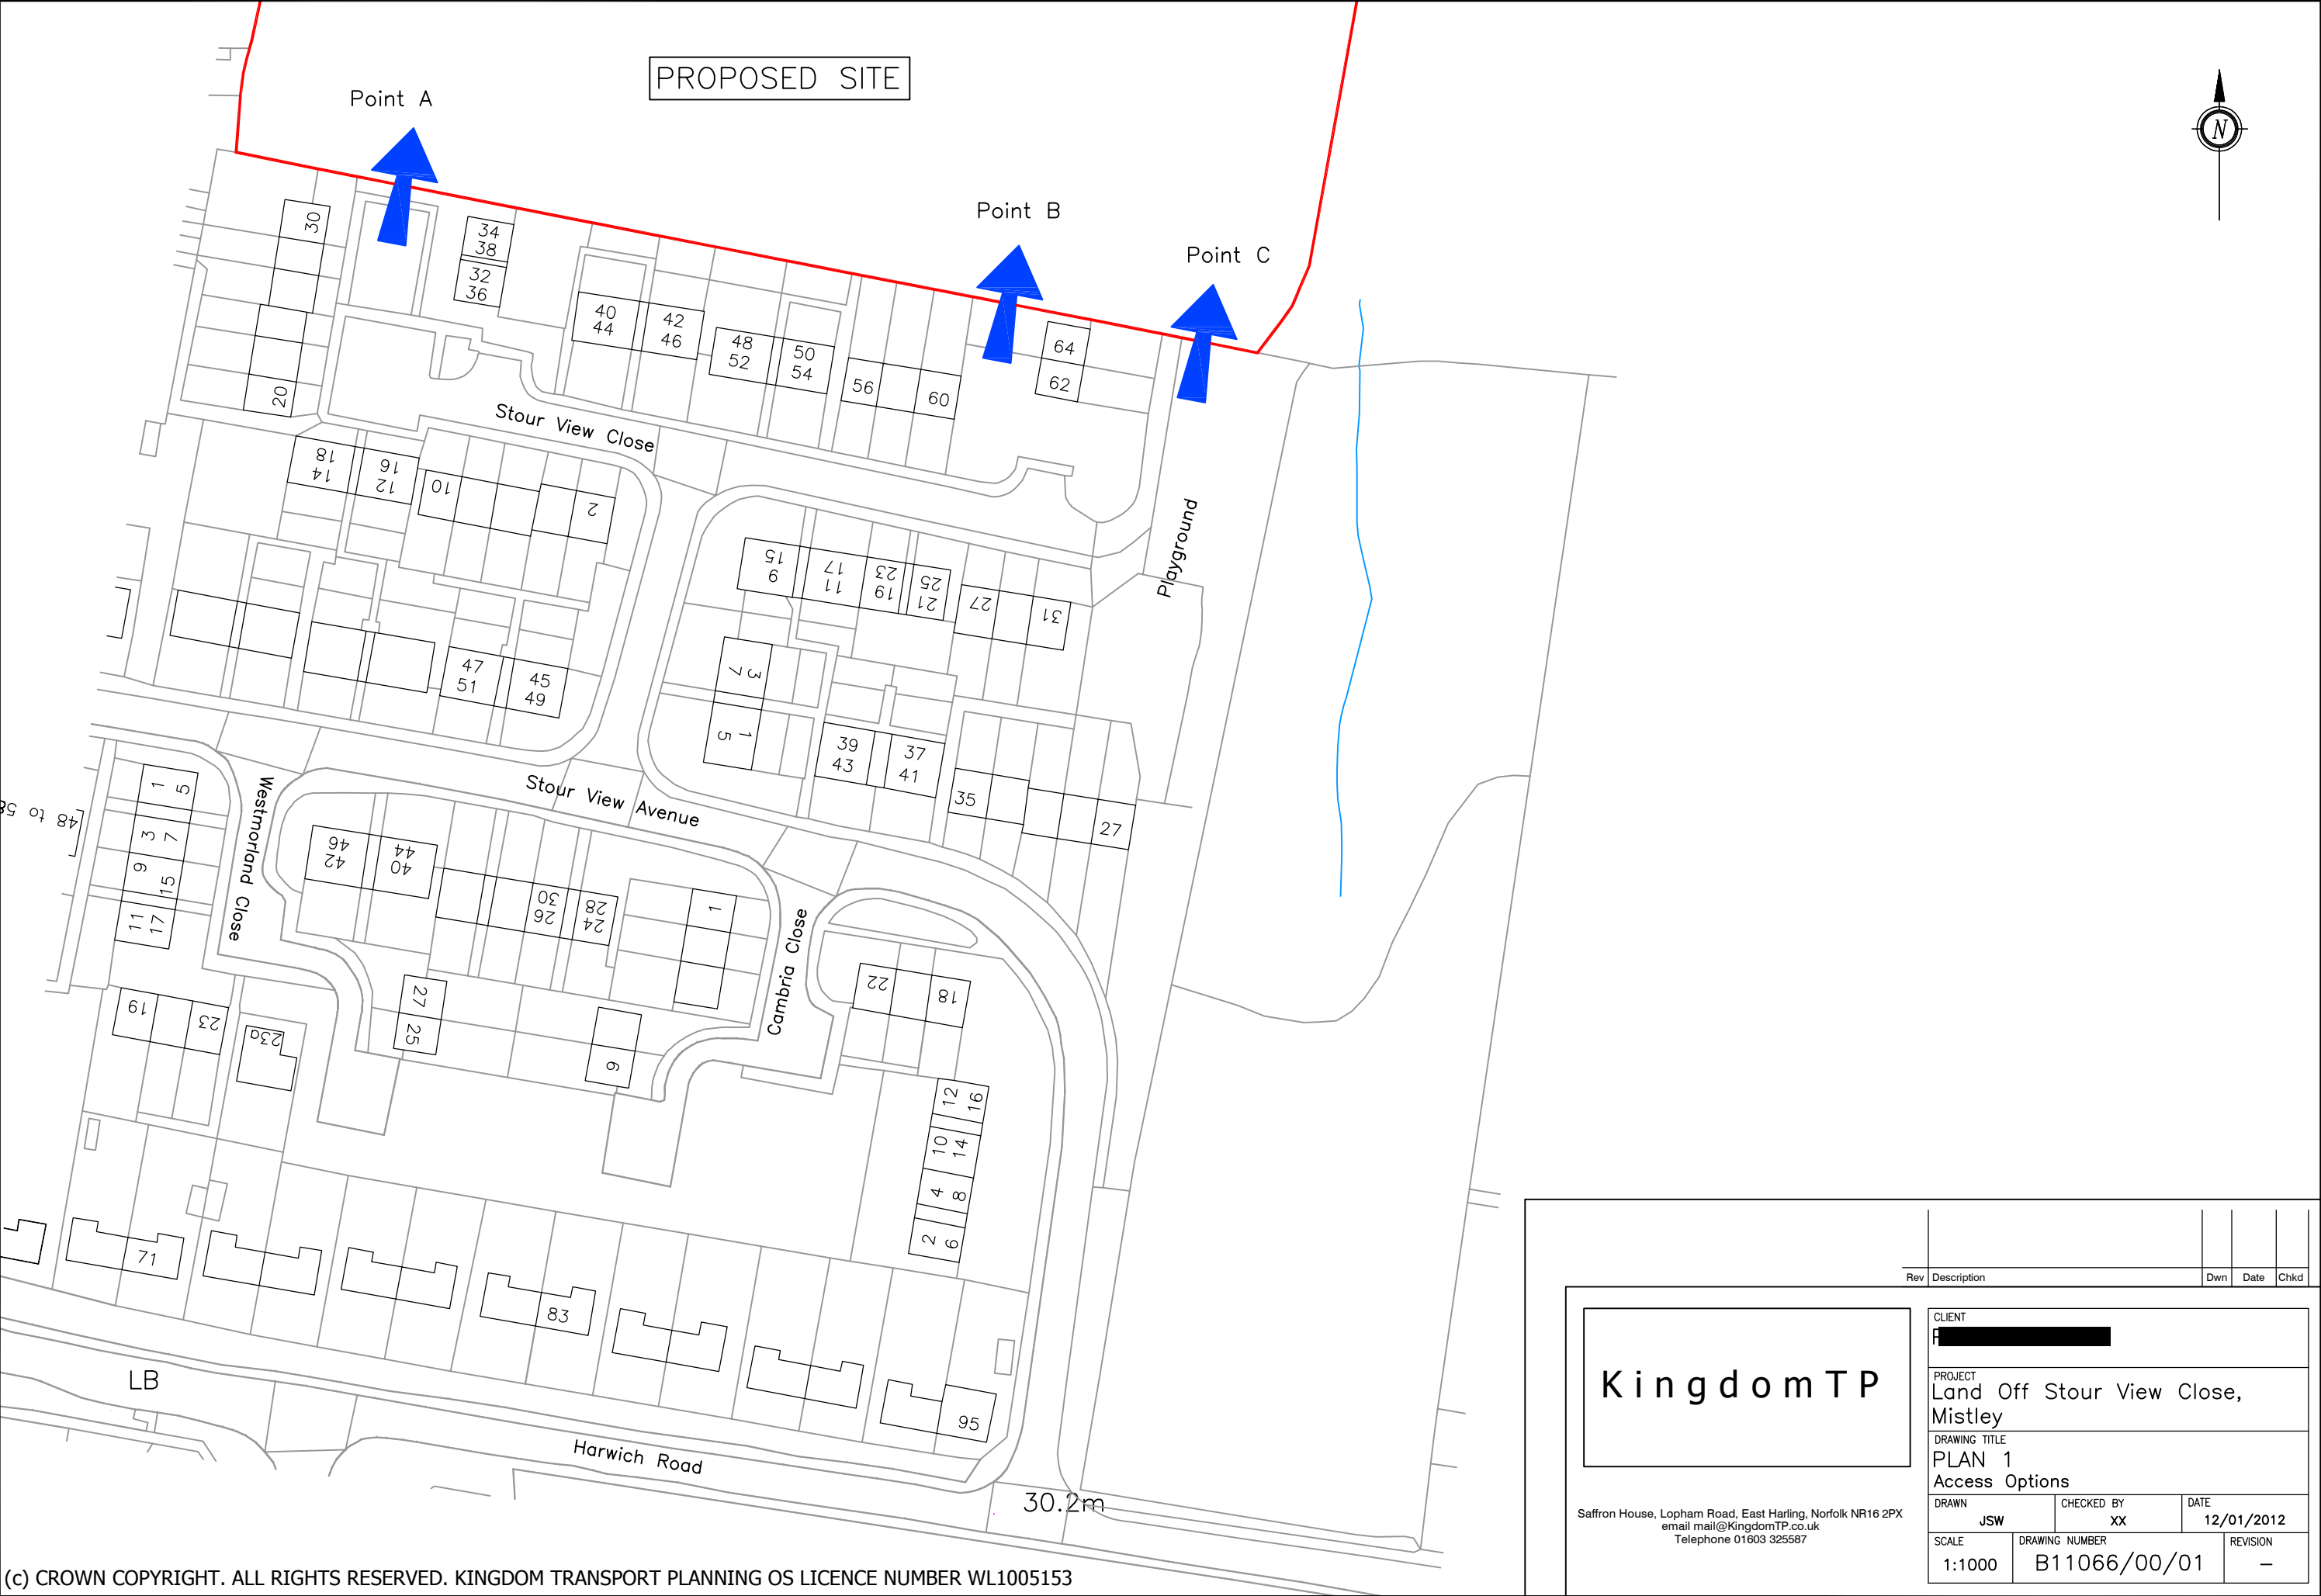 PROPOSED SITE
Point A
N
Point B
Point C
30
34
38
32
36
40
44
42
46
48
52
50
54
56
60
64
62
20
Stour View Close
18
14
16
12
10
2
Playground
15
9
17
11
23
19
25
21
27
31
47
51
45
49
3
7
1
5
39
43
37
41
35
27
Stour View Avenue
Westmorland Close
48 to 58
1
5
3
7
9
15
11
17
46
42
44
40
30
26
28
24
1
Cambria Close
22
18
19
23
23a
27
25
6
12
16
10
14
4
8
2
6
71
83
95
LB
Harwich Road
30.2m
Rev Description Dwn Date Chkd
KingdomTP
Saffron House, Lopham Road, East Harling, Norfolk NR16 2PX
email mail@KingdomTP.co.uk
Telephone 01603 325587
CLIENT
PROJECT
Land Off Stour View Close,
Mistley
DRAWING TITLE
PLAN 1
Access Options
DRAWN CHECKED BY DATE
JSW XX 12/01/2012
SCALE DRAWING NUMBER REVISION
1:1000 B11066/00/01 –
(c) CROWN COPYRIGHT. ALL RIGHTS RESERVED. KINGDOM TRANSPORT PLANNING OS LICENCE NUMBER WL1005153